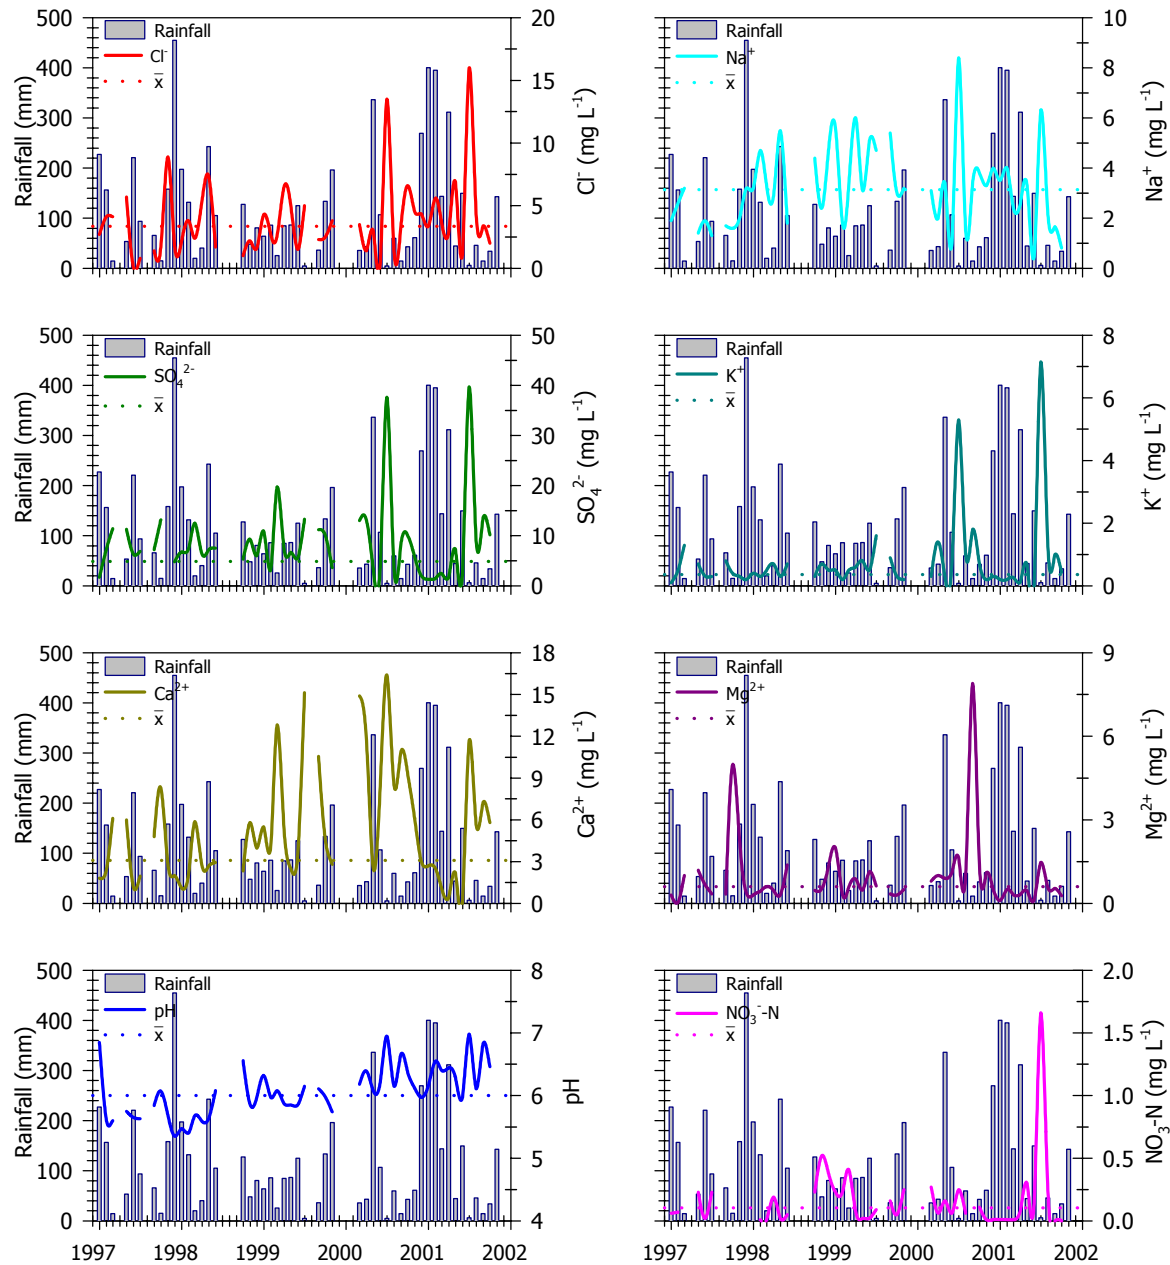 500
400
300
200
100
0
Rainfall (mm)
Rainfall
Cl⁻
x̄
20
15
10
5
0
Cl⁻ (mg L⁻¹)
Rainfall
Na⁺
x̄
10
8
6
4
2
0
Na⁺ (mg L⁻¹)
500
400
300
200
100
0
Rainfall (mm)
Rainfall
SO₄²⁻
x̄
50
40
30
20
10
0
SO₄²⁻ (mg L⁻¹)
Rainfall
K⁺
x̄
8
6
4
2
0
K⁺ (mg L⁻¹)
500
400
300
200
100
0
Rainfall (mm)
Rainfall
Ca²⁺
x̄
18
15
12
9
6
3
0
Ca²⁺ (mg L⁻¹)
Rainfall
Mg²⁺
x̄
9
6
3
0
Mg²⁺ (mg L⁻¹)
500
400
300
200
100
0
Rainfall (mm)
Rainfall
pH
x̄
8
7
6
5
4
pH
1997 1998 1999 2000 2001 2002
Rainfall
NO₃⁻-N
x̄
2.0
1.5
1.0
0.5
0.0
NO₃-N (mg L⁻¹)
1997 1998 1999 2000 2001 2002